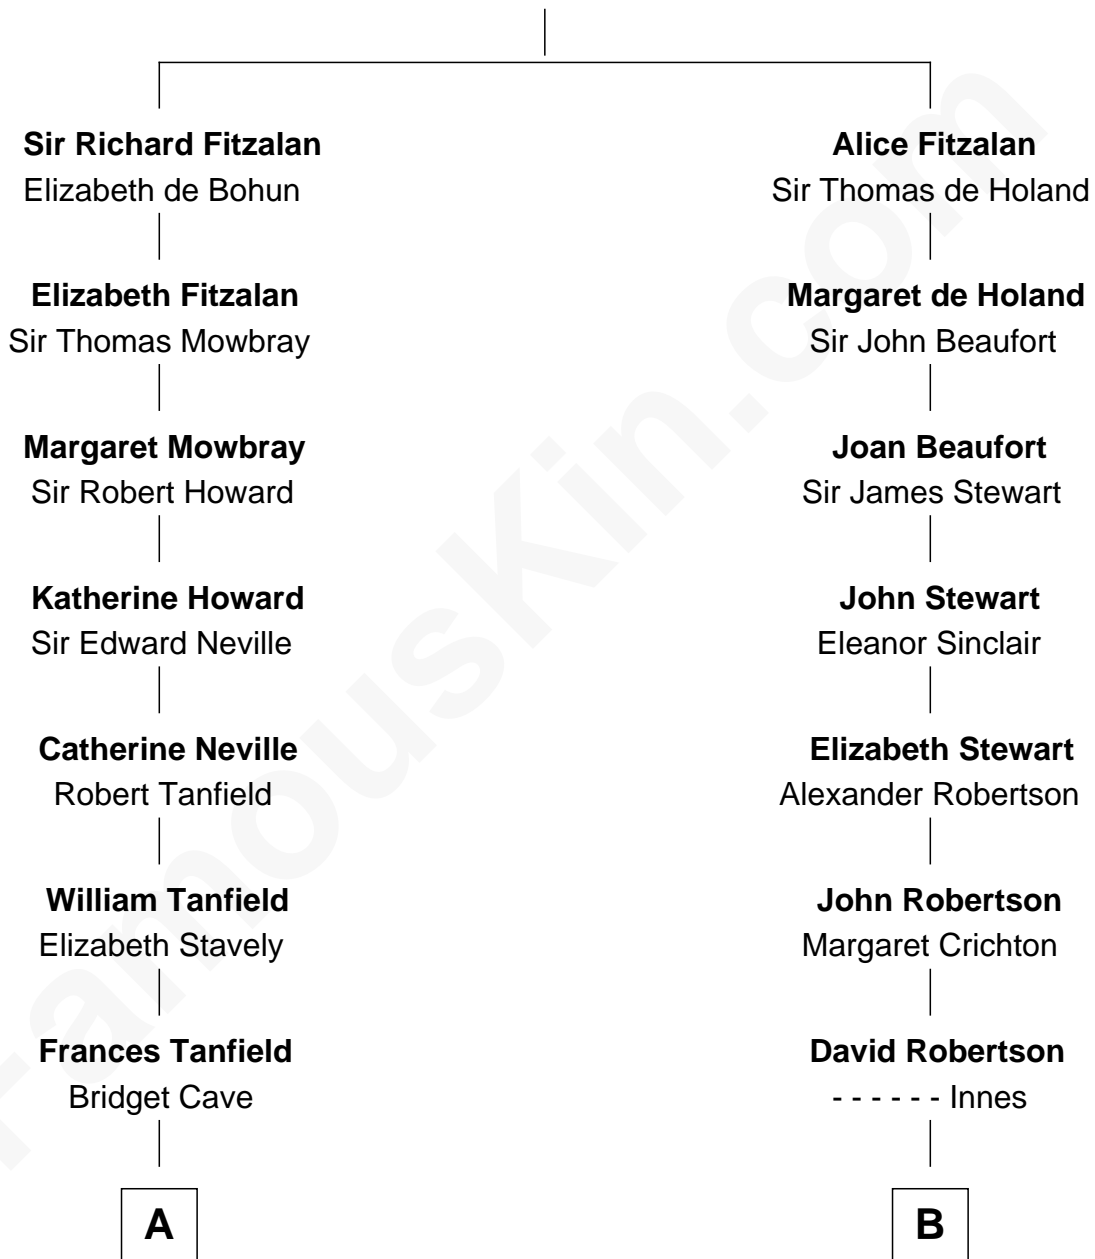 Sir Richard Fitzalan
Elizabeth de Bohun
Elizabeth Fitzalan
Sir Thomas Mowbray
Margaret Mowbray
Sir Robert Howard
Katherine Howard
Sir Edward Neville
Catherine Neville
Robert Tanfield
William Tanfield
Elizabeth Stavely
Frances Tanfield
Bridget Cave
A
Alice Fitzalan
Sir Thomas de Holand
Margaret de Holand
Sir John Beaufort
Joan Beaufort
Sir James Stewart
John Stewart
Eleanor Sinclair
Elizabeth Stewart
Alexander Robertson
John Robertson
Margaret Crichton
David Robertson
- - - - - - Innes
B
FamousKin.com